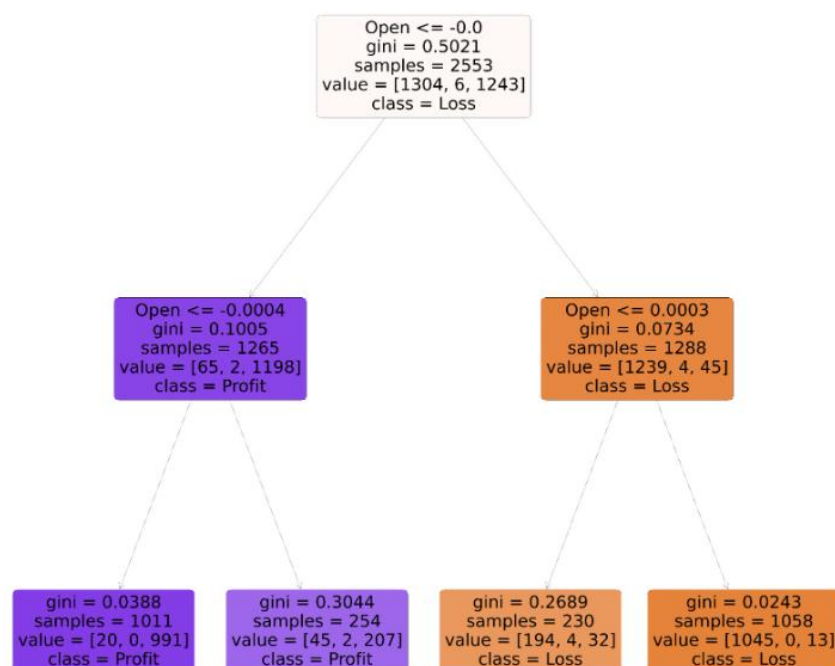 Open <= -0.0
gini = 0.5021
samples = 2553
value = [1304, 6, 1243]
class = Loss
Open <= -0.0004
gini = 0.1005
samples = 1265
value = [65, 2, 1198]
class = Profit
Open <= 0.0003
gini = 0.0734
samples = 1288
value = [1239, 4, 45]
class = Loss
gini = 0.0388
samples = 1011
value = [20, 0, 991]
class = Profit
gini = 0.3044
samples = 254
value = [45, 2, 207]
class = Profit
gini = 0.2689
samples = 230
value = [194, 4, 32]
class = Loss
gini = 0.0243
samples = 1058
value = [1045, 0, 13]
class = Loss